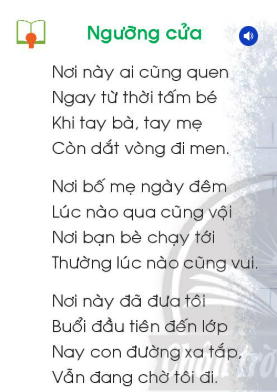 Ngưỡng cửa
Nơi này ai cũng quen
Ngay từ thời tấm bé
Khi tay bà, tay mẹ
Còn dắt vòng đi men.
Nơi bố mẹ ngày đêm
Lúc nào qua cũng vội
Nơi bạn bè chạy tới
Thường lúc nào cũng vui.
Nơi này đã đưa tôi
Buổi đầu tiên đến lớp
Nay con đường xa tắp,
Vẫn đang chờ tôi đi.